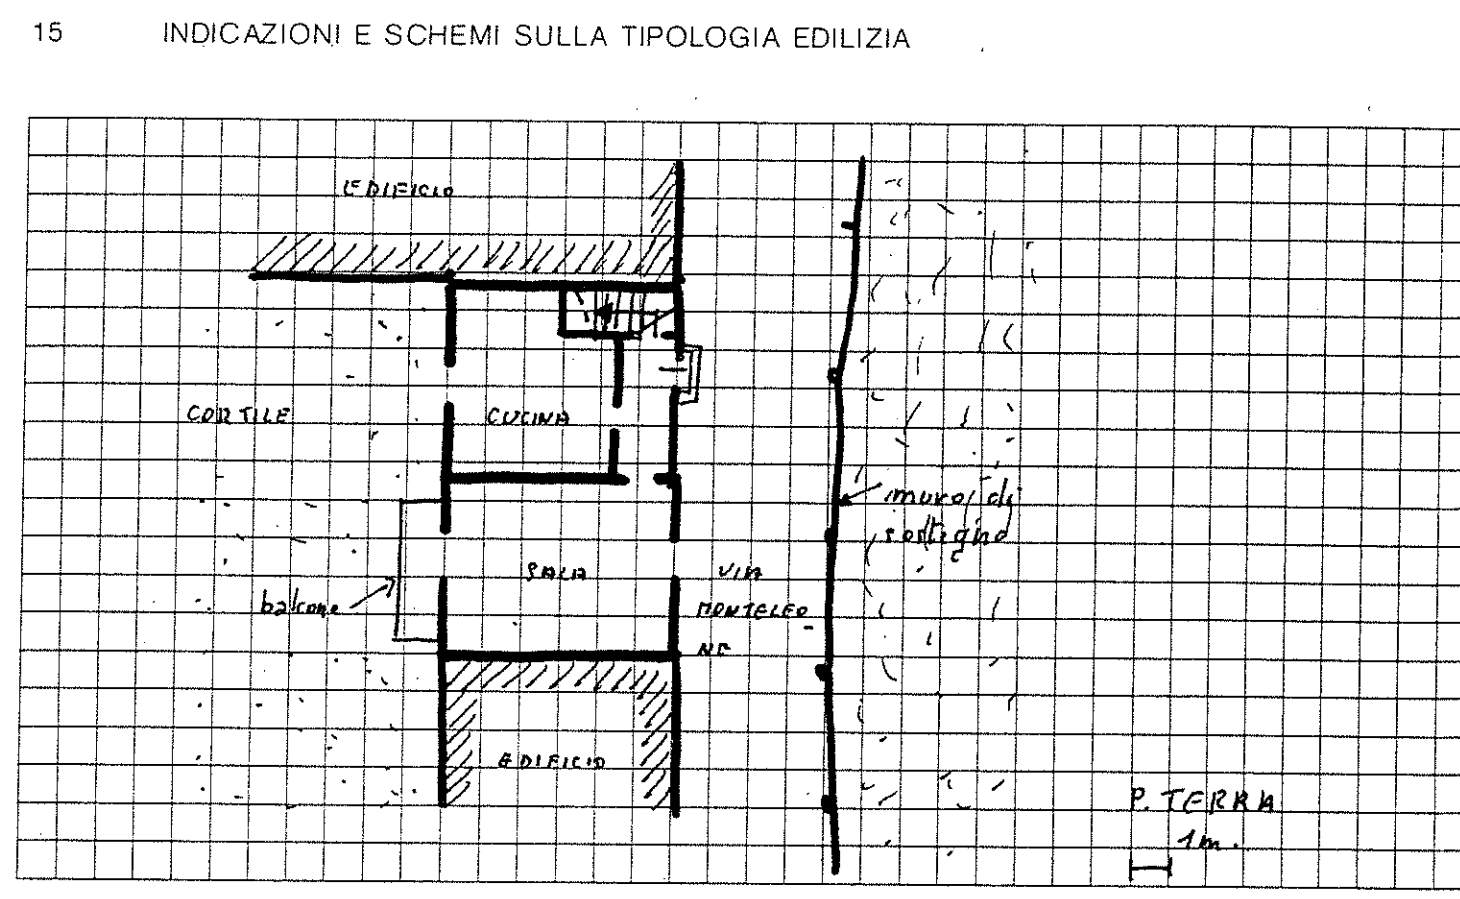 15 INDICAZIONI E SCHEMI SULLA TIPOLOGIA EDILIZIA
EDIFICIO
CORTILE
CUCINA
muro di
sostegno
SALA
VIA
balcone
MONTELEO
NE
EDIFICIO
P. TERRA
1m.